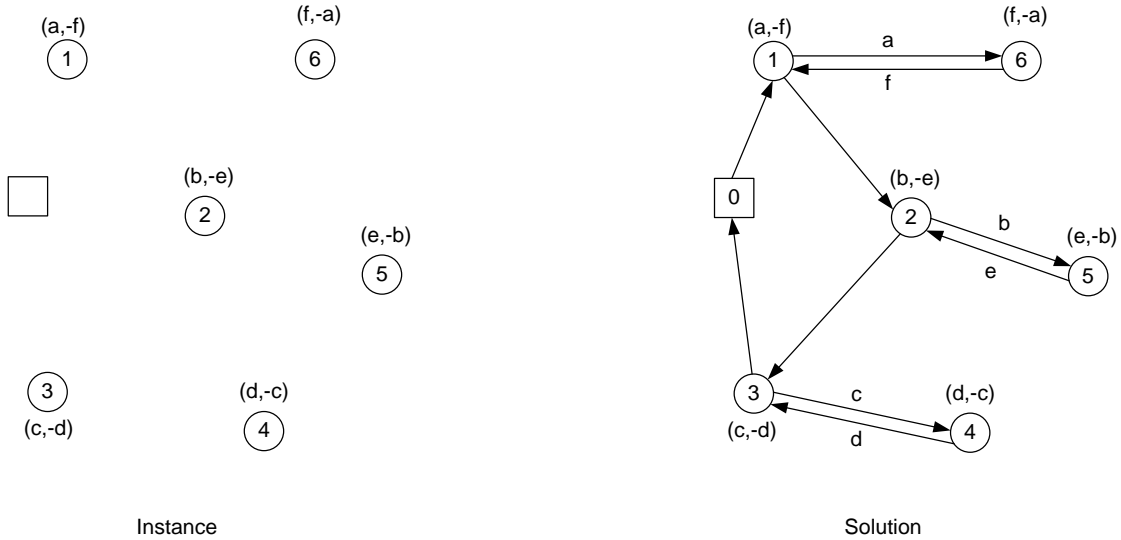 (a,-f)
1
(f,-a)
6
(b,-e)
2
(e,-b)
5
3
(c,-d)
(d,-c)
4
Instance
(a,-f)
1
a
f
(f,-a)
6
0
(b,-e)
2
b
e
(e,-b)
5
3
(c,-d)
c
d
(d,-c)
4
Solution